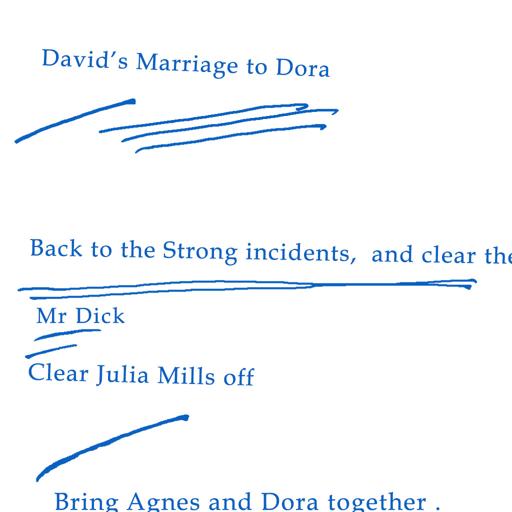 David's Marriage to Dora
Back to the Strong incidents, and clear the
Mr Dick
Clear Julia Mills off
Bring Agnes and Dora together .